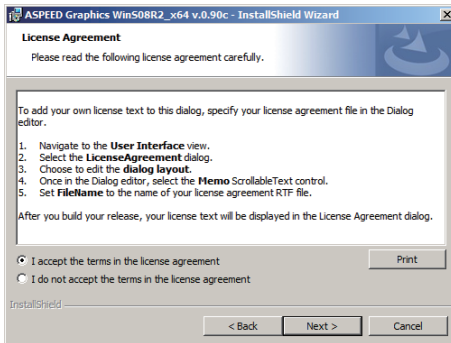 ASPEED Graphics WinS08R2_x64 v.0.90c - InstallShield Wizard
License Agreement
Please read the following license agreement carefully.
To add your own license text to this dialog, specify your license agreement file in the Dialog
editor.
1. Navigate to the User Interface view.
2. Select the LicenseAgreement dialog.
3. Choose to edit the dialog layout.
4. Once in the Dialog editor, select the Memo ScrollableText control.
5. Set FileName to the name of your license agreement RTF file.
After you build your release, your license text will be displayed in the License Agreement dialog.
I accept the terms in the license agreement
Print
I do not accept the terms in the license agreement
InstallShield
< Back Next > Cancel